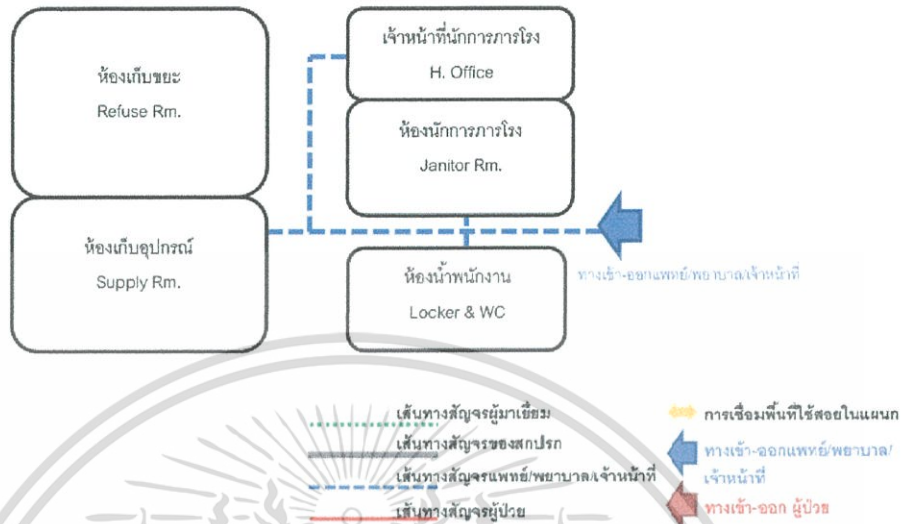 ห้องเก็บขยะ
Refuse Rm.
ห้องเก็บอุปกรณ์
Supply Rm.
เจ้าหน้าที่นักการภารโรง
H. Office
ห้องนักการภารโรง
Janitor Rm.
ห้องน้ำพนักงาน
Locker & WC
ทางเข้า-ออกแพทย์/พยาบาล/เจ้าหน้าที่
เส้นทางสัญจรผู้มาเยี่ยม
เส้นทางสัญจรของสกปรก
เส้นทางสัญจรแพทย์/พยาบาล/เจ้าหน้าที่
เส้นทางสัญจรผู้ป่วย
การเชื่อมพื้นที่ใช้สอยในแผนก
ทางเข้า-ออกแพทย์/พยาบาล/
เจ้าหน้าที่
ทางเข้า-ออก ผู้ป่วย